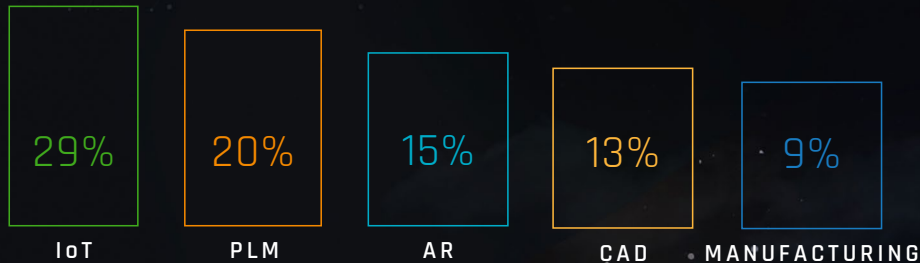 29%
20%
15%
13%
9%
IoT
PLM
AR
CAD
MANUFACTURING